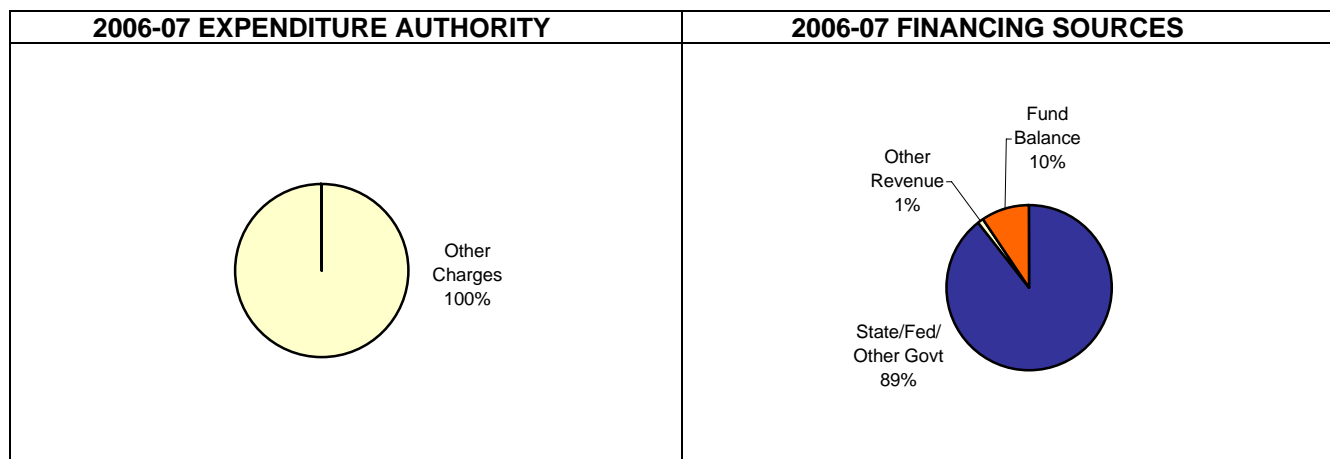 2006-07 EXPENDITURE AUTHORITY
2006-07 FINANCING SOURCES
Other
Charges
100%
Fund
Balance
10%
Other
Revenue
1%
State/Fed/
Other Govt
89%